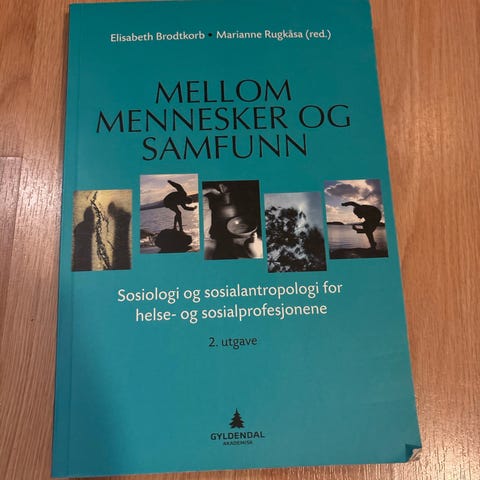 Elisabeth Brodtkorb • Marianne Rugkåsa (red.)
MELLOM
MENNESKER OG
SAMFUNN
Sosiologi og sosialantropologi for
helse- og sosialprofesjonene
2. utgave
GYLDENDAL
AKADEMISK